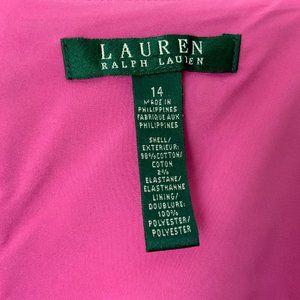 LAUREN
RALPH LAUREN
14
MADE IN
PHILIPPINES
FABRIQUE AUX
PHILIPPINES
SHELL/
EXTERIEUR:
98%COTTON/
COTON
2%
ELASTANE/
ELASTHANNE
LINING/
DOUBLURE:
100%
POLYESTER/
POLYESTER